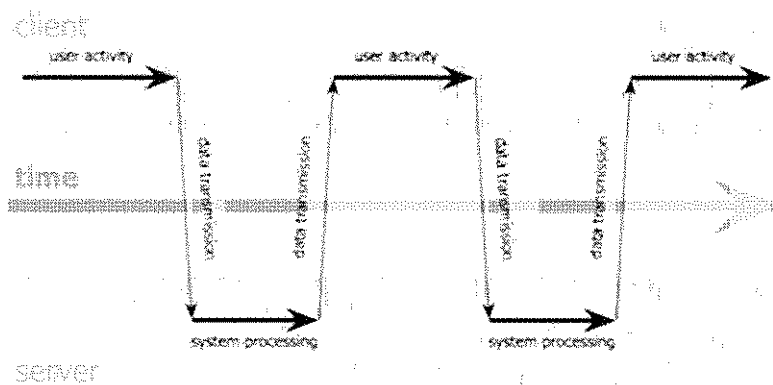 client
user activity
user activity
user activity
data transmission
data transmission
data transmission
data transmission
time
system processing
system processing
server